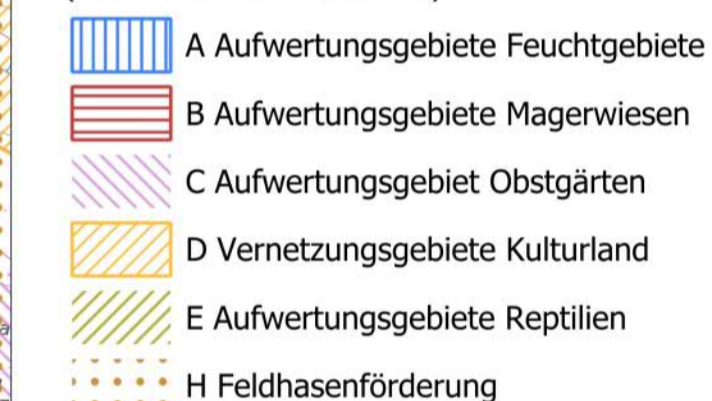 A Aufwertungsgebiete Feuchtgebiete
B Aufwertungsgebiete Magerwiesen
C Aufwertungsgebiet Obstgärten
D Vernetzungsgebiete Kulturland
E Aufwertungsgebiete Reptilien
H Feldhasenförderung